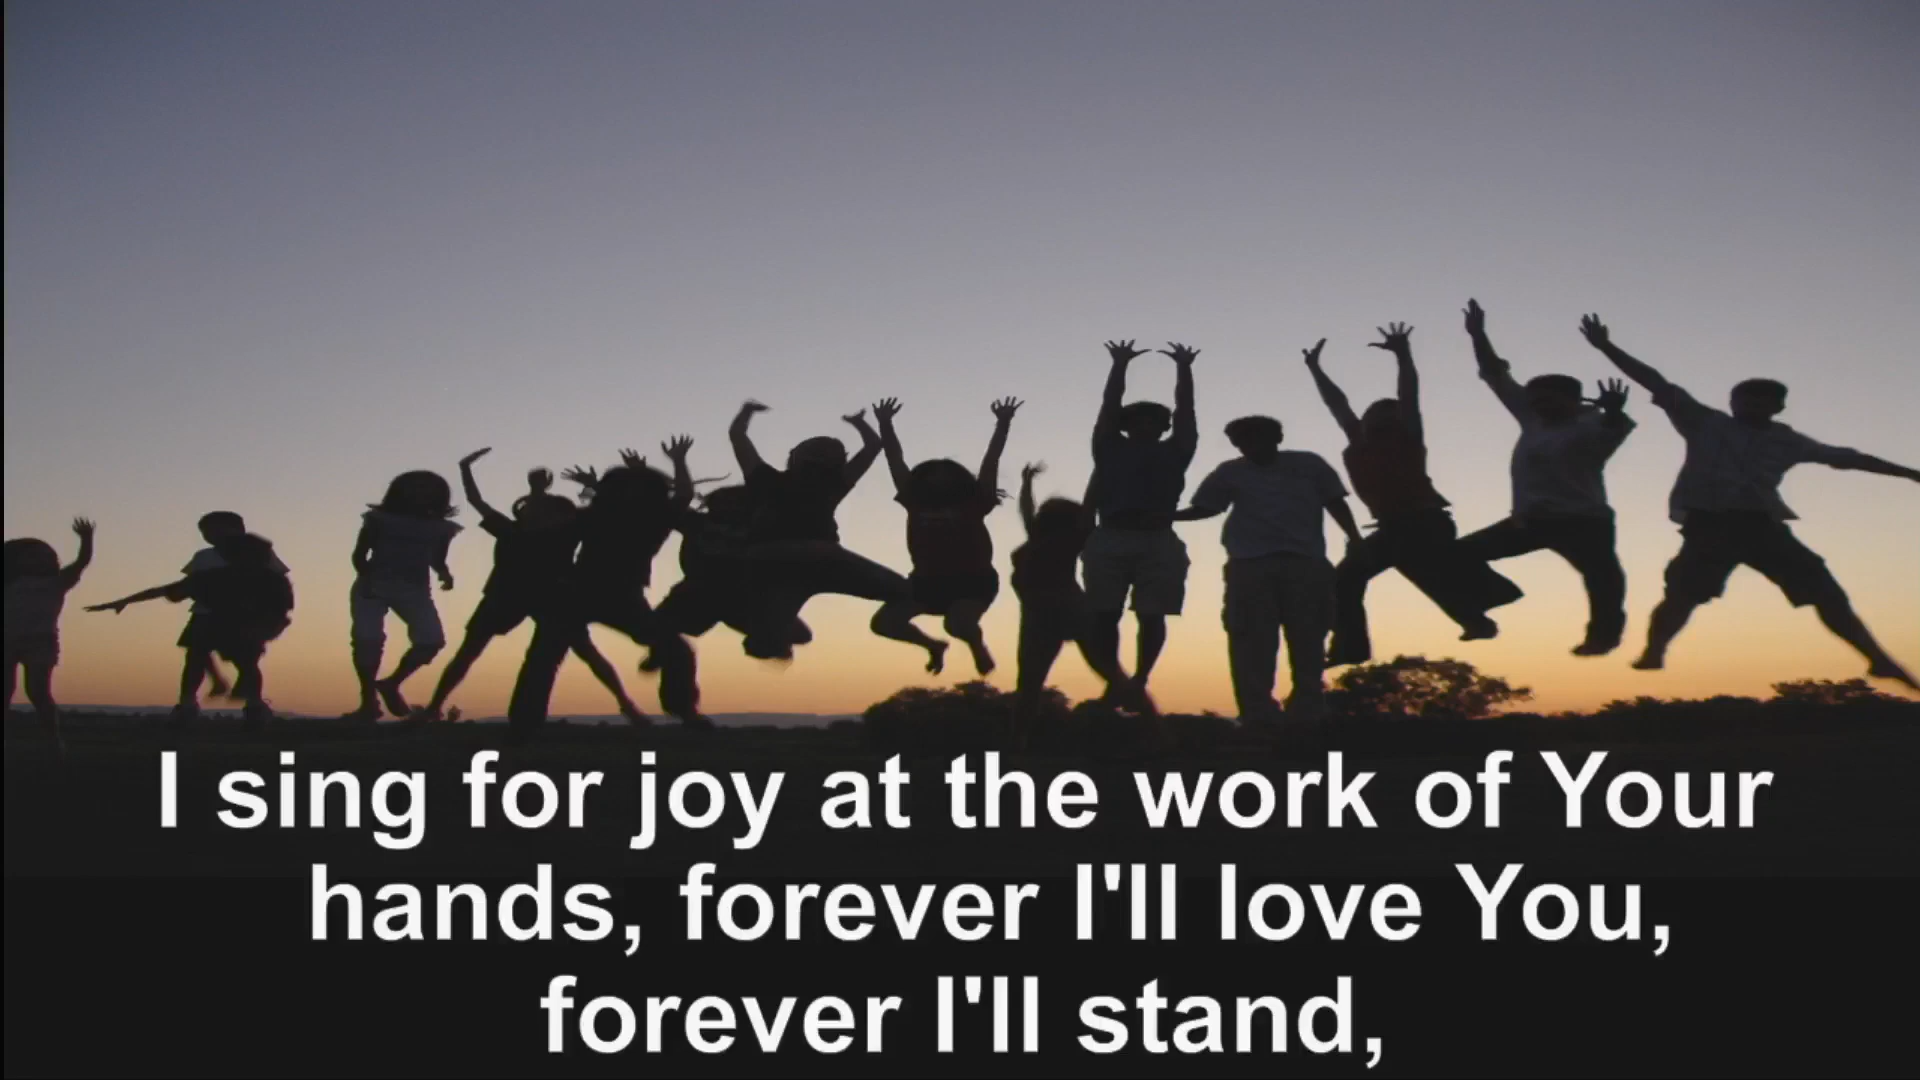 I sing for joy at the work of Your
hands, forever I'll love You,
forever I'll stand,